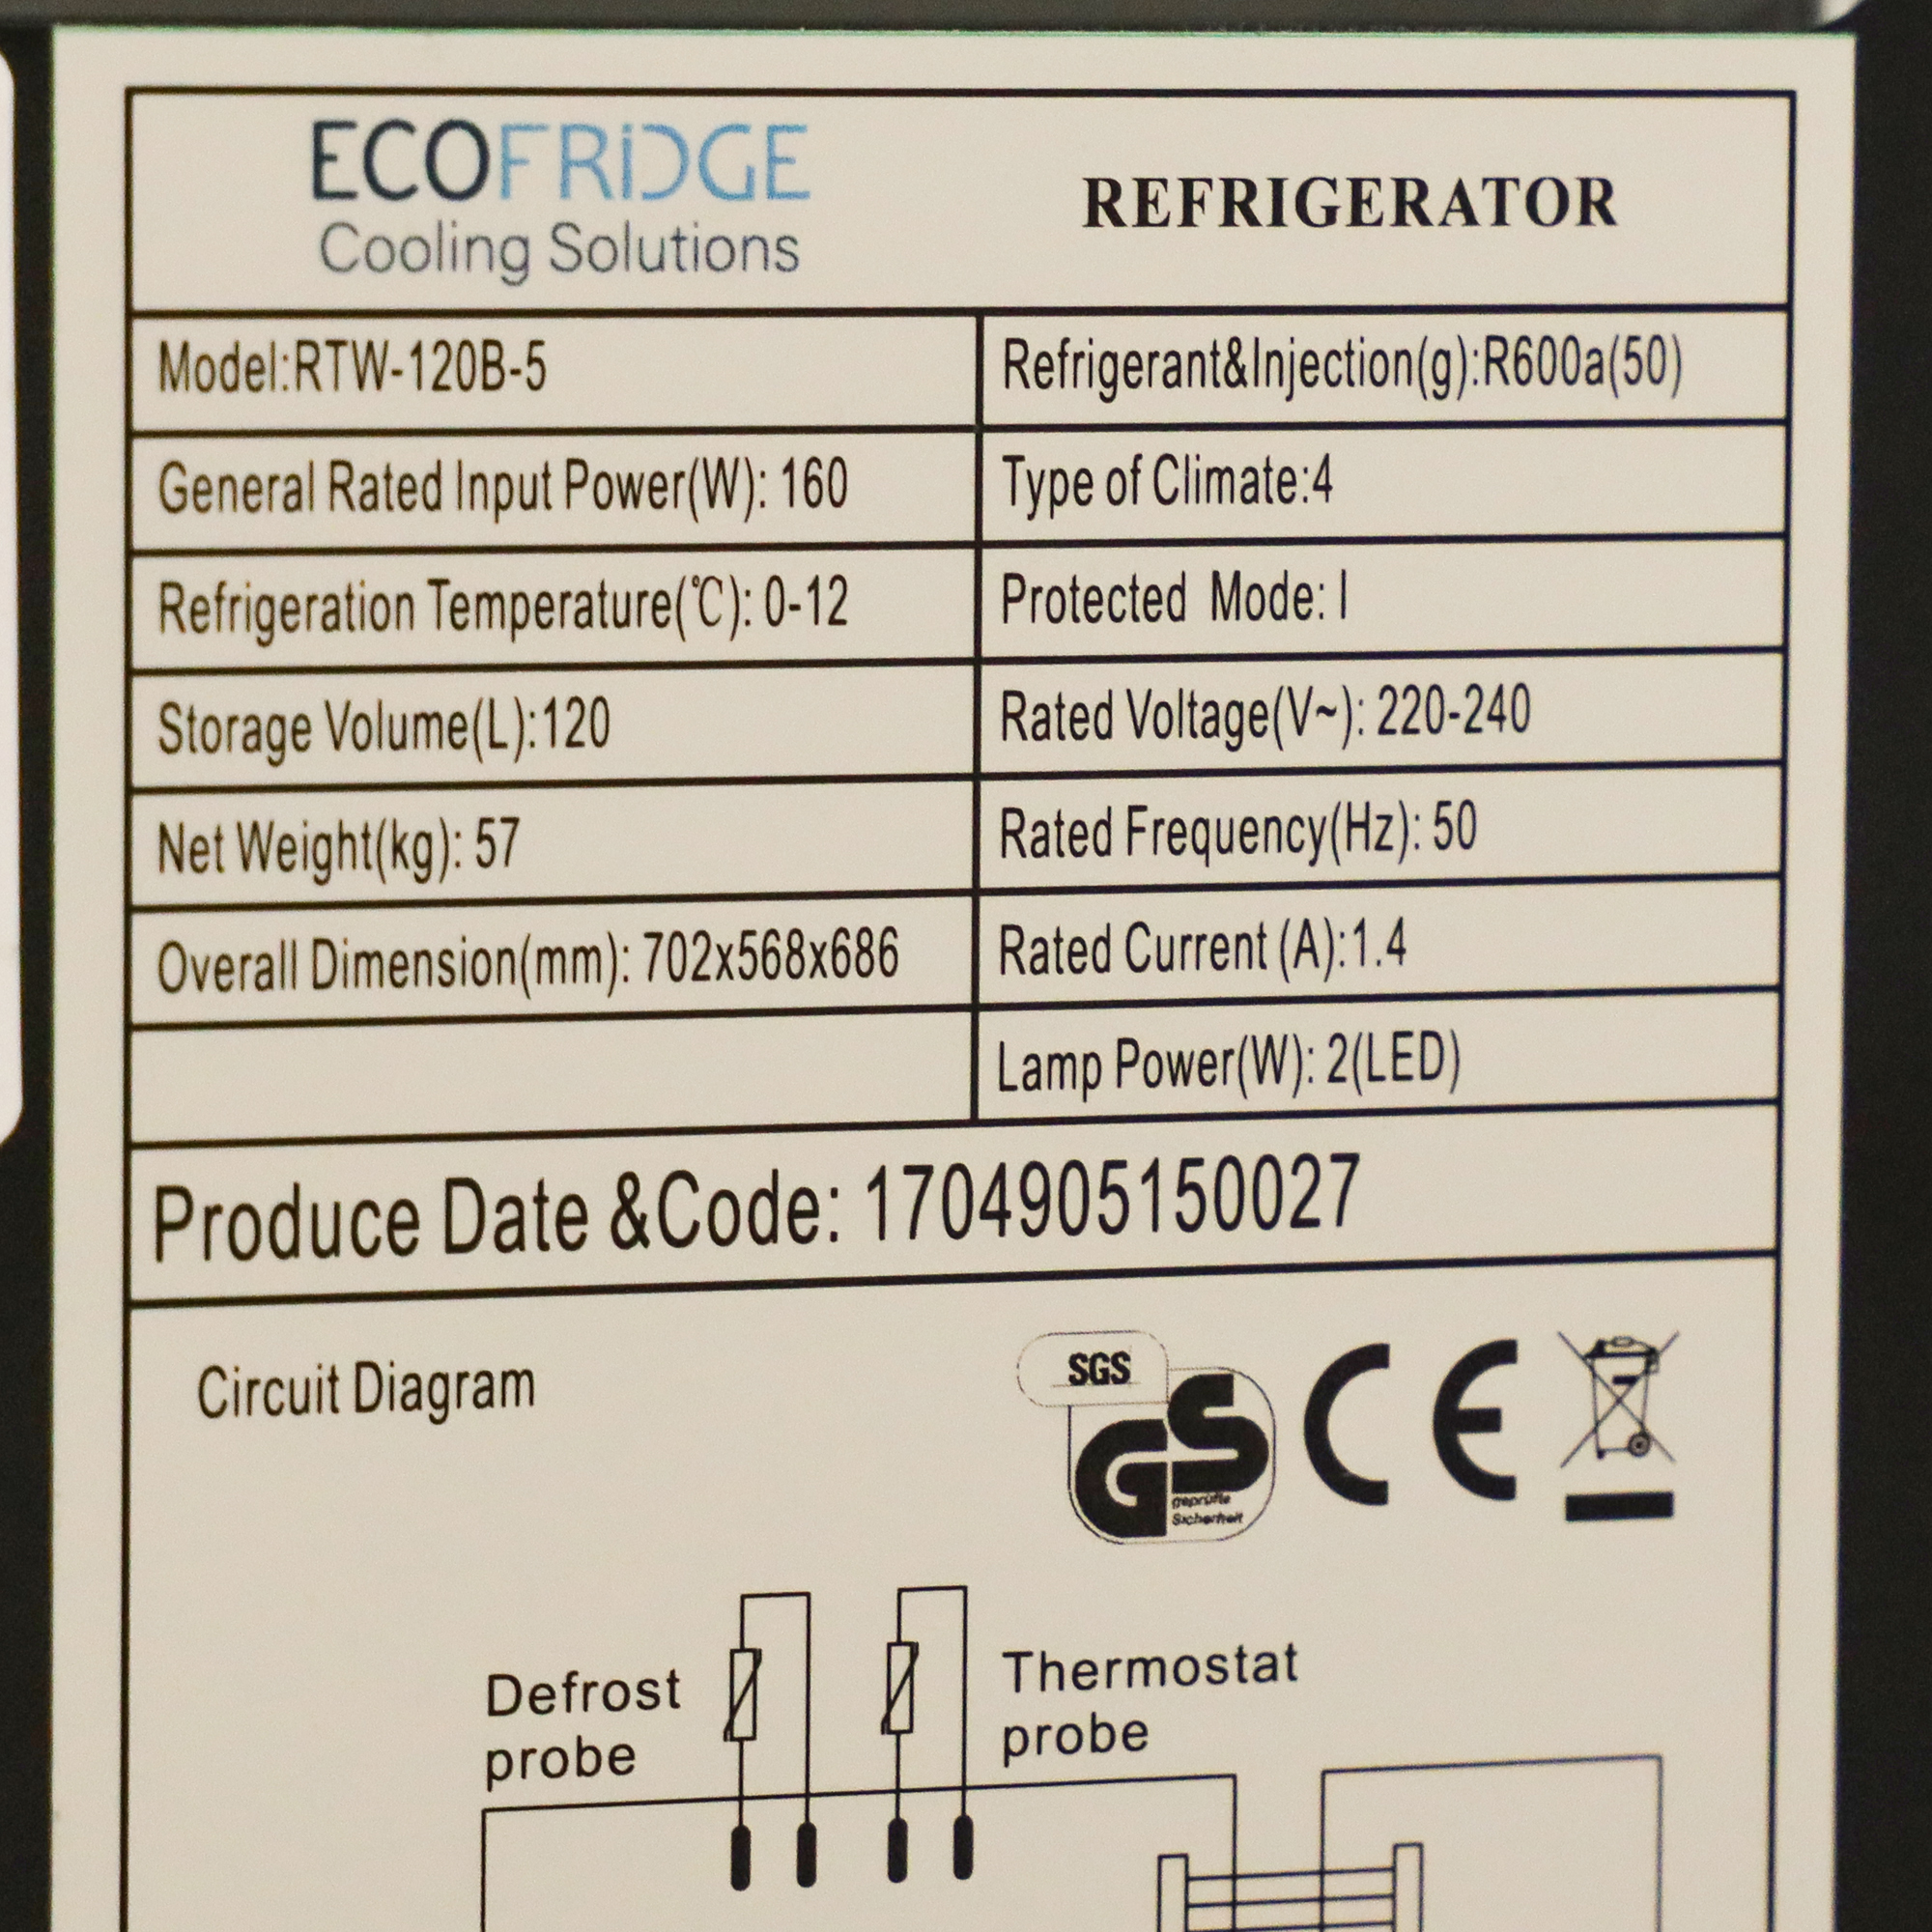 ECOFRiDGE
Cooling Solutions
REFRIGERATOR
Model:RTW-120B-5
Refrigerant&Injection(g):R600a(50)
General Rated Input Power(W): 160
Type of Climate:4
Refrigeration Temperature(℃): 0-12
Protected Mode: I
Storage Volume(L):120
Rated Voltage(V~): 220-240
Net Weight(kg): 57
Rated Frequency(Hz): 50
Overall Dimension(mm): 702x568x686
Rated Current (A):1.4
Lamp Power(W): 2(LED)
Produce Date &Code: 1704905150027
Circuit Diagram
SGS
GS
geprüfte
Sicherheit
CE
Defrost
probe
Thermostat
probe